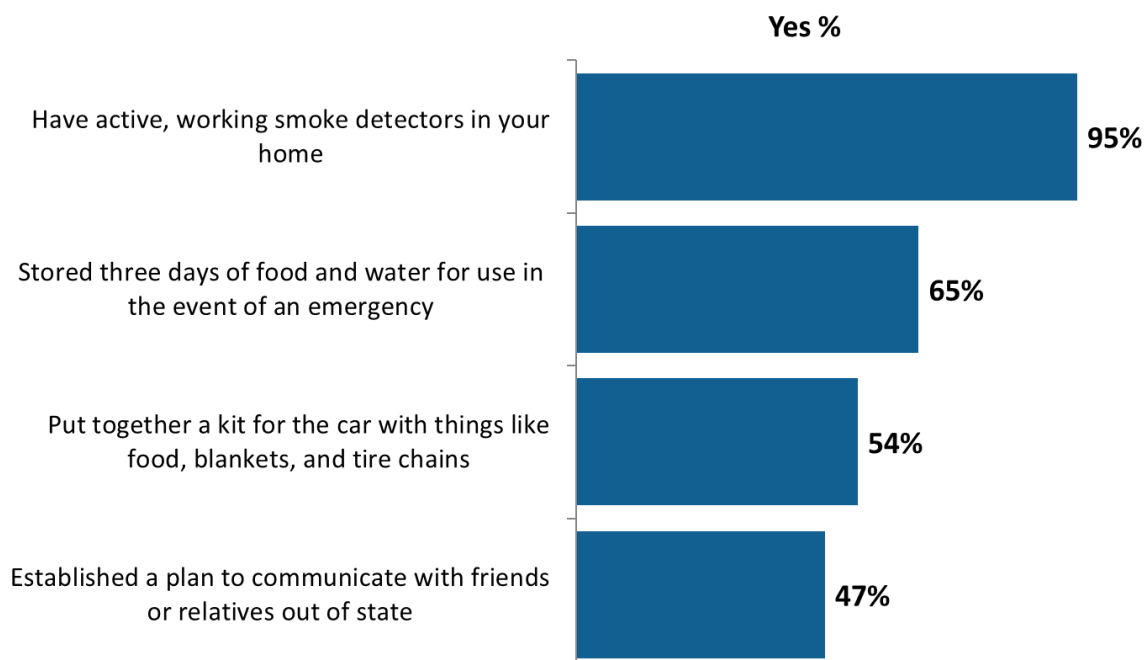 Yes %
Have active, working smoke detectors in your
home
95%
Stored three days of food and water for use in
the event of an emergency
65%
Put together a kit for the car with things like
food, blankets, and tire chains
54%
Established a plan to communicate with friends
or relatives out of state
47%